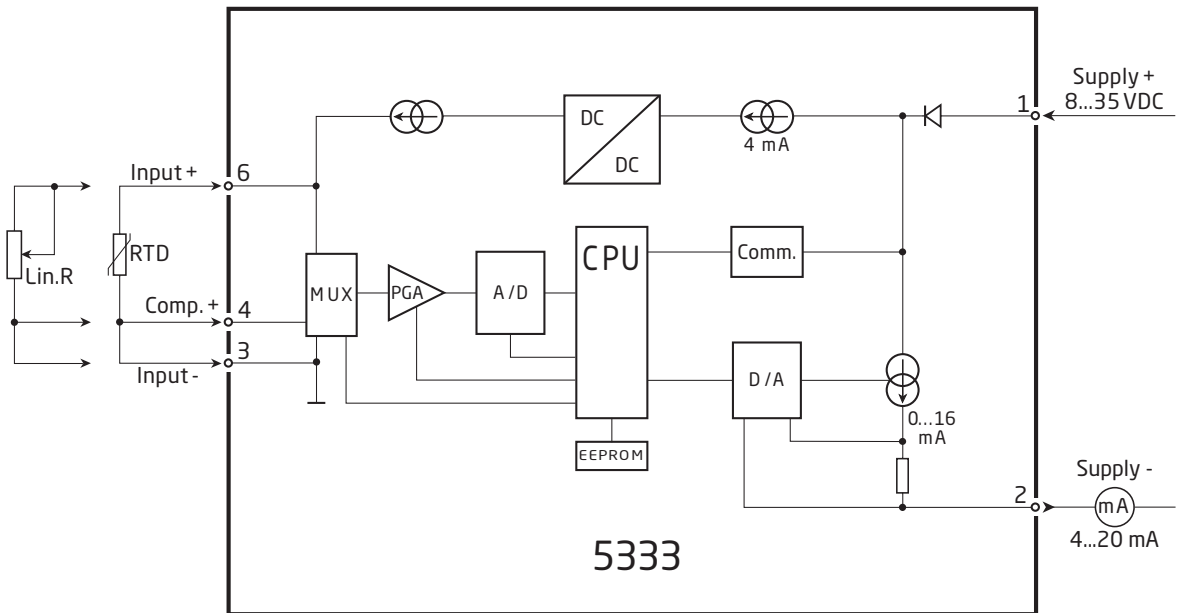 Supply +
1
8...35 VDC
DC
DC
4 mA
Input +
6
RTD
Lin.R
CPU
Comm.
MUX
PGA
A/D
Comp. +
4
3
Input -
D/A
0...16
mA
EEPROM
Supply -
2
mA
4...20 mA
5333